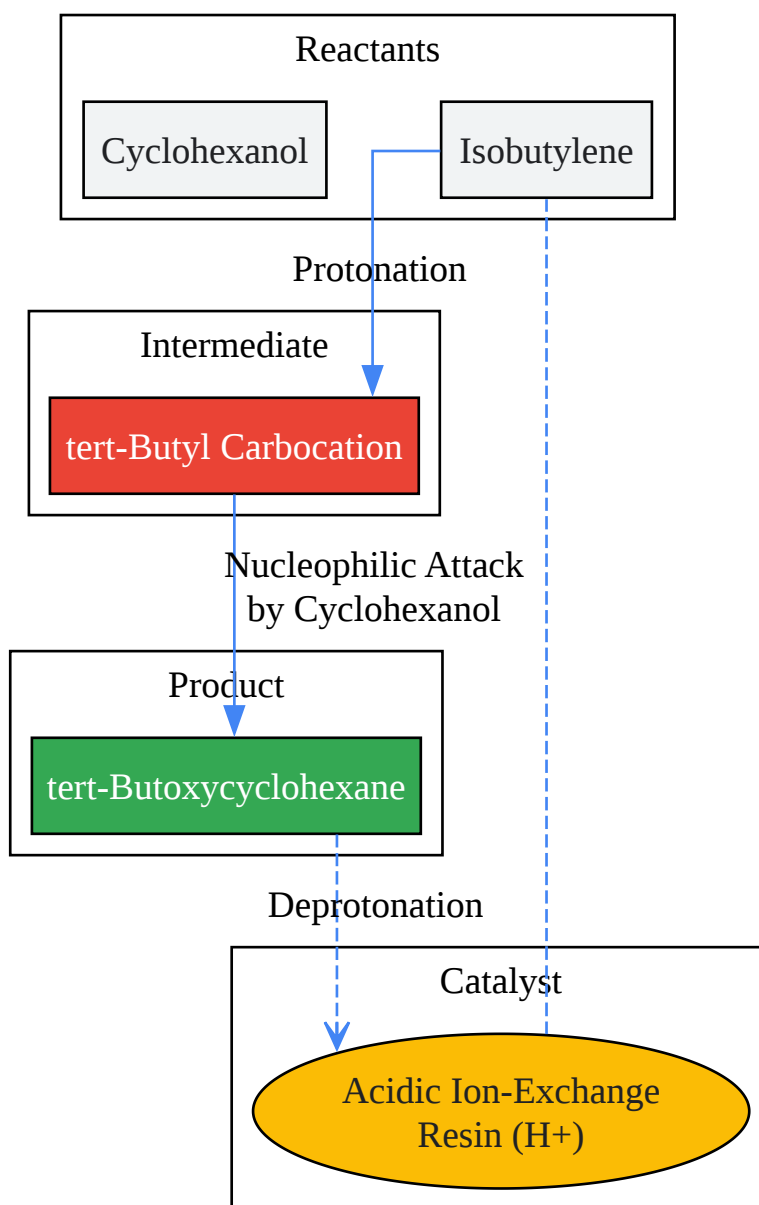 Reactants
Cyclohexanol
Isobutylene
Protonation
Intermediate
tert-Butyl Carbocation
Nucleophilic Attack
by Cyclohexanol
Product
tert-Butoxycyclohexane
Deprotonation
Catalyst
Acidic Ion-Exchange
Resin (H+)